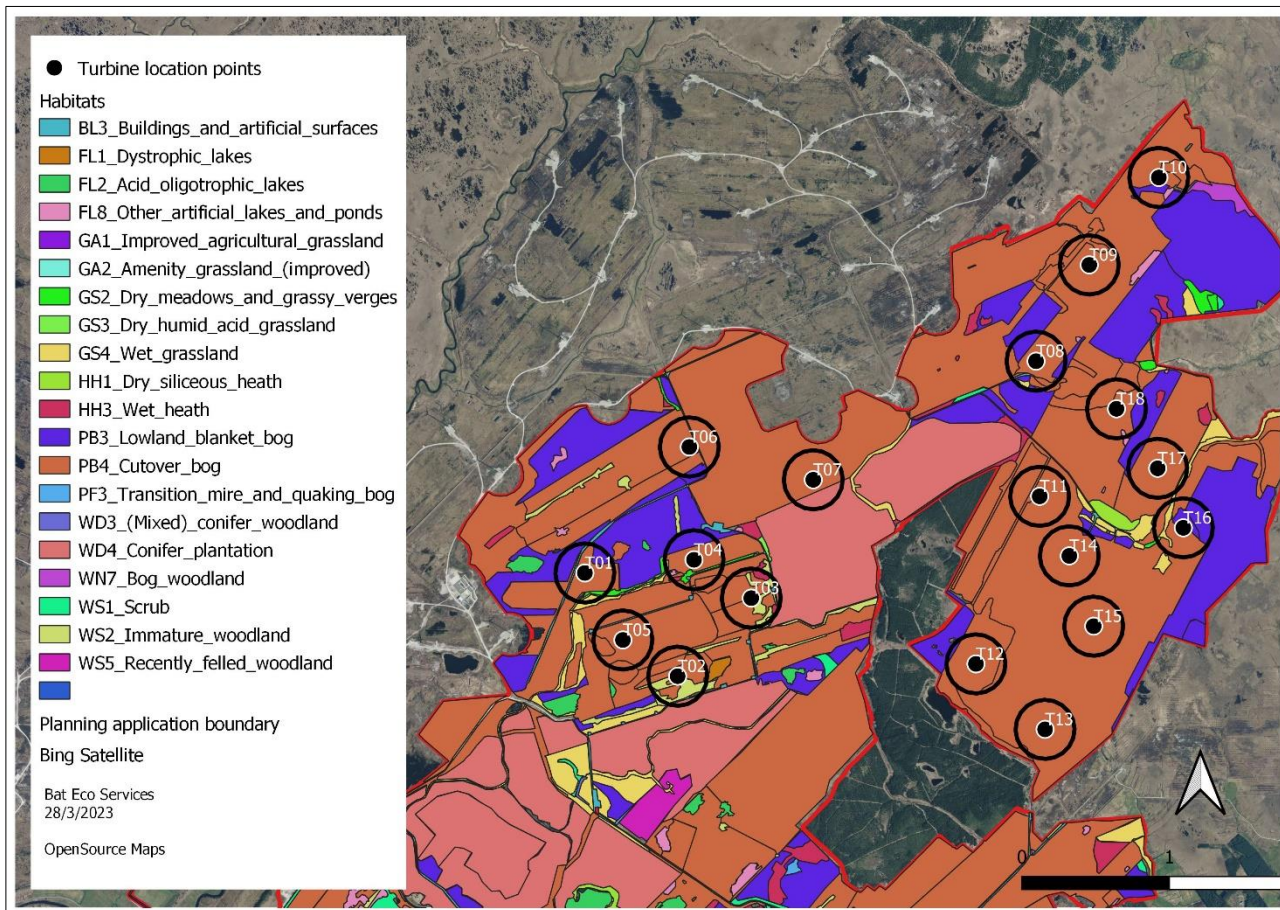 Turbine location points
Habitats
BL3_Buildings_and_artificial_surfaces
FL1_Dystrophic_lakes
FL2_Acid_oligotrophic_lakes
FL8_Other_artificial_lakes_and_ponds
GA1_Improved_agricultural_grassland
GA2_Amenity_grassland_(improved)
GS2_Dry_meadows_and_grassy_verges
GS3_Dry_humid_acid_grassland
GS4_Wet_grassland
HH1_Dry_siliceous_heath
HH3_Wet_heath
PB3_Lowland_blanket_bog
PB4_Cutover_bog
PF3_Transition_mire_and_quaking_bog
WD3_(Mixed)_conifer_woodland
WD4_Conifer_plantation
WN7_Bog_woodland
WS1_Scrub
WS2_Immature_woodland
WS5_Recently_felled_woodland
Planning application boundary
Bing Satellite
Bat Eco Services
28/3/2023
OpenSource Maps
T10
T09
T08
T18
T06
T17
T07
T11
T16
T04
T14
T01
T03
T15
T05
T12
T02
T13
0 1